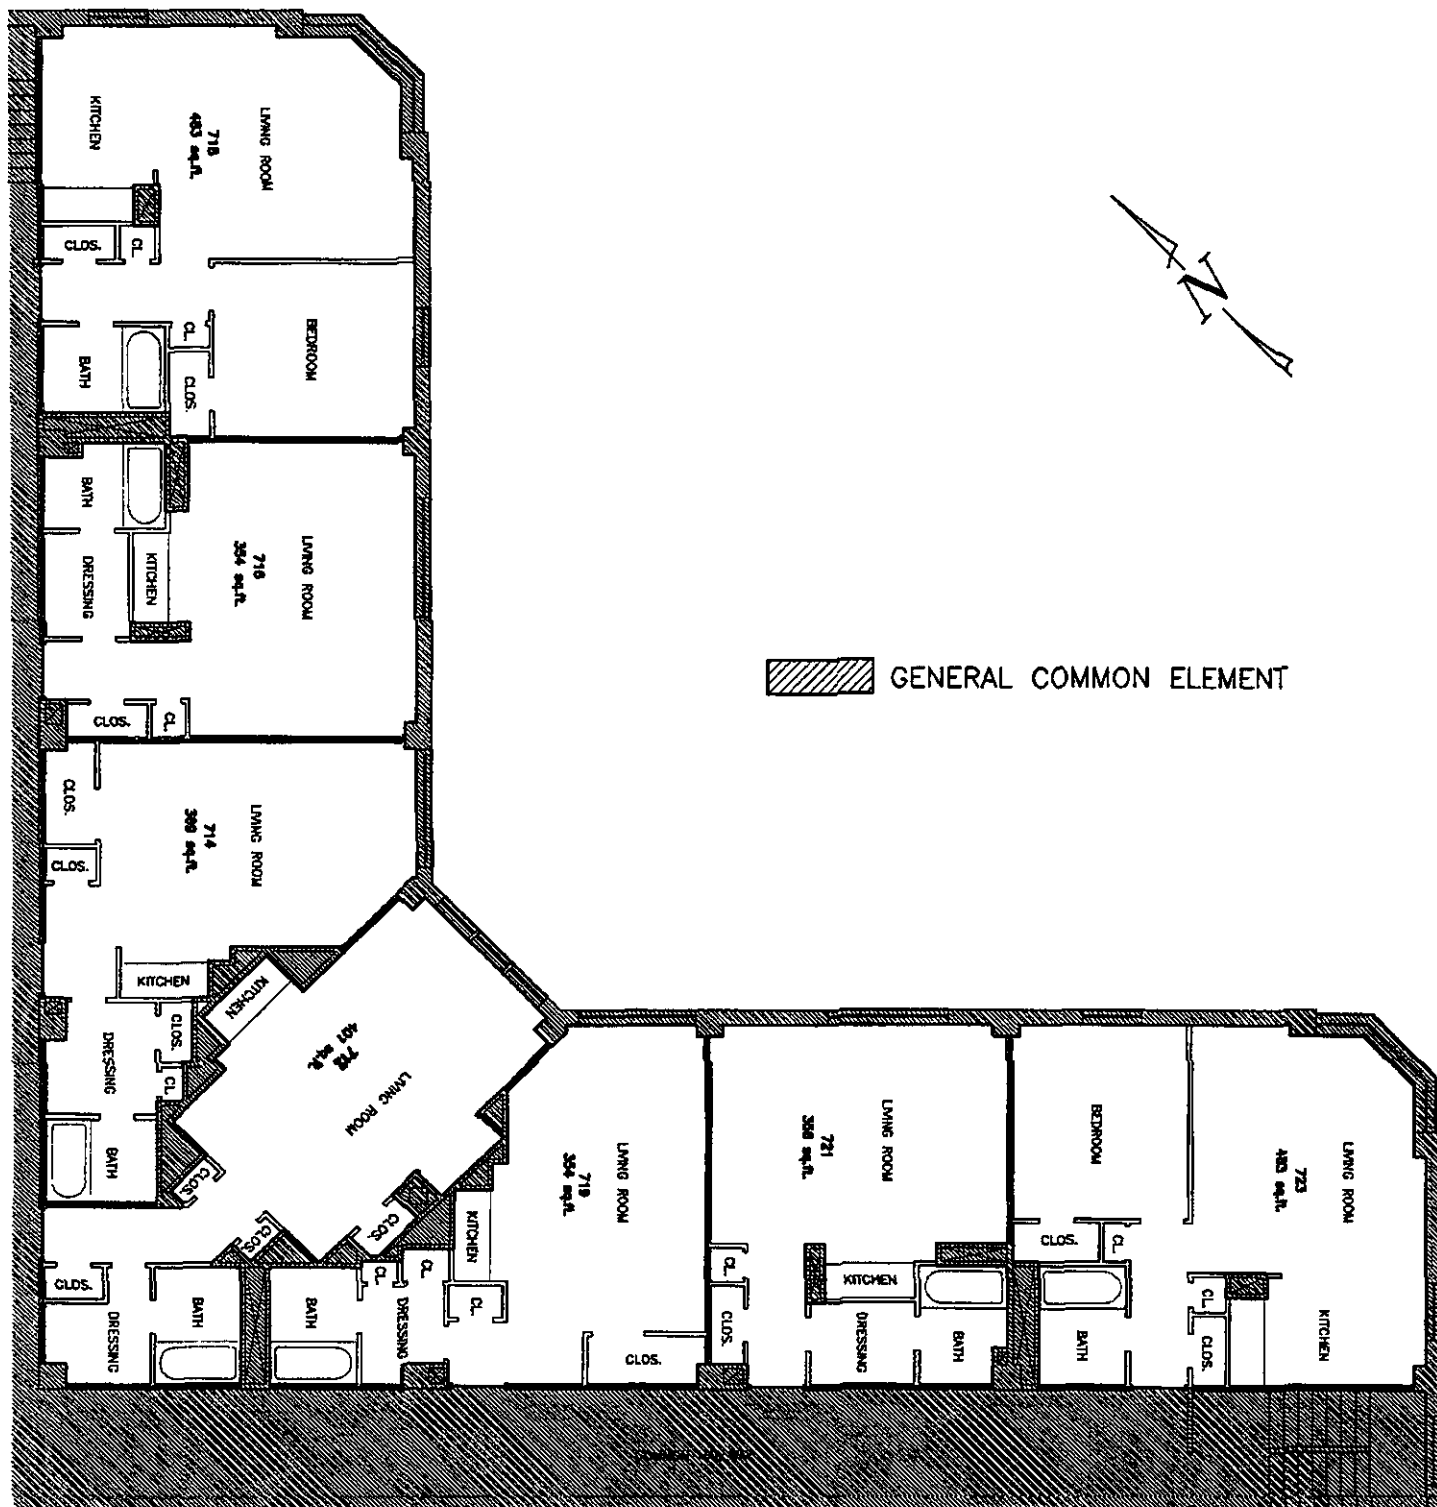 KITCHEN
LIVING ROOM
718
483 sq.ft.
CLOS.
CL.
BEDROOM
CL.
CLOS.
BATH
N
BATH
DRESSING
KITCHEN
LIVING ROOM
716
354 sq.ft.
CLOS.
CL.
GENERAL COMMON ELEMENT
CLOS.
CLOS.
LIVING ROOM
714
389 sq.ft.
KITCHEN
CLOS.
CL.
DRESSING
BATH
KITCHEN
401 sq.ft.
LIVING ROOM
CLOS.
CLOS.
CLOS.
CLOS.
DRESSING
BATH
LIVING ROOM
719
354 sq.ft.
KITCHEN
CL.
CL.
CL.
BATH
DRESSING
CLOS.
LIVING ROOM
721
358 sq.ft.
CL.
CLOS.
KITCHEN
DRESSING
BATH
BEDROOM
LIVING ROOM
723
483 sq.ft.
CLOS.
CL.
BATH
CL.
CLOS.
KITCHEN